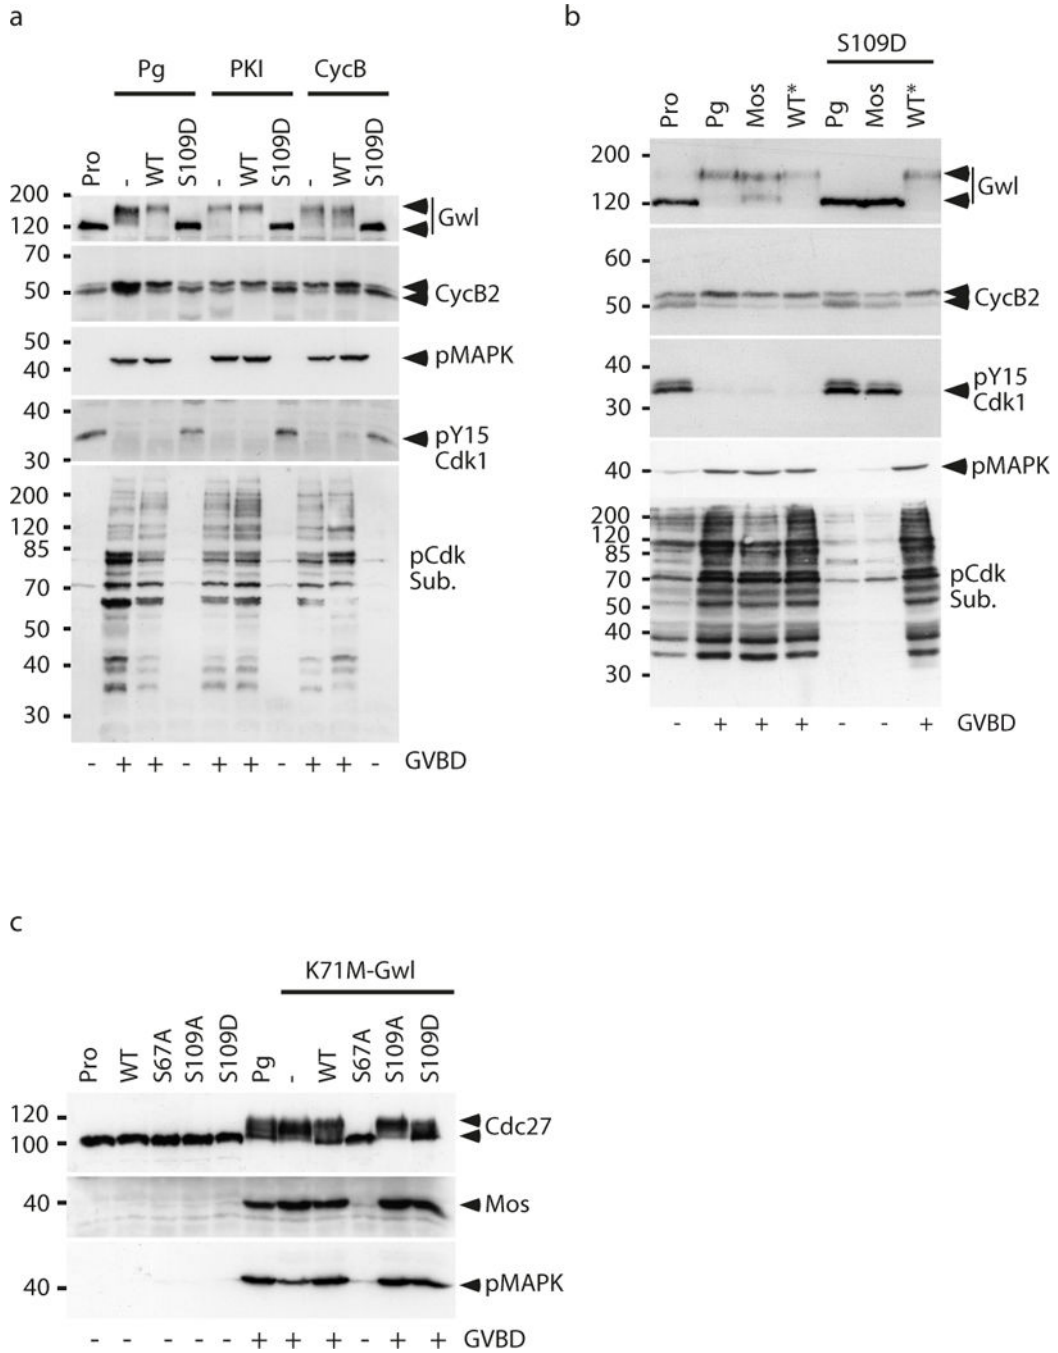 a
Pg PKI CycB
Pro - WT S109D - WT S109D - WT S109D
200
120
Gwl
70
50
CycB2
50
40
pMAPK
40
30
pY15
Cdk1
200
120
85
70
50
40
30
pCdk
Sub.
- + + - + + - + + - GVBD
b
S109D
Pro Pg Mos WT* Pg Mos WT*
200
120
Gwl
60
50
CycB2
40
30
pY15
Cdk1
40
pMAPK
200
120
85
70
50
40
30
pCdk
Sub.
- + + + - - + GVBD
c
K71M-Gwl
Pro WT S67A S109A S109D Pg - WT S67A S109A S109D
120
100
Cdc27
40
Mos
40
pMAPK
- - - - - + + + - + + GVBD